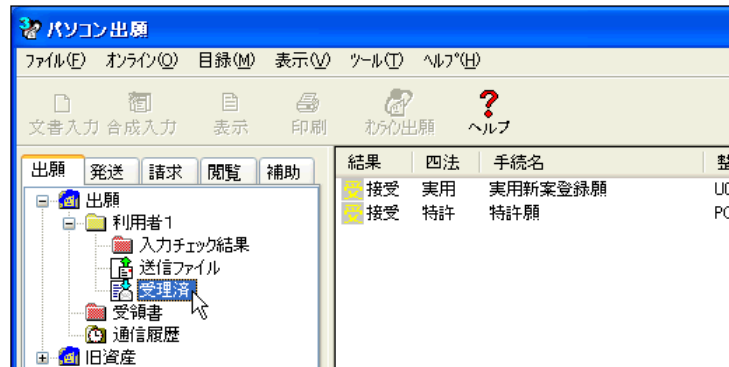 パソコン出願
ファイル(F) オンライン(O) 目録(M) 表示(V) ツール(T) ヘルプ(H)
文書入力 合成入力 表示 印刷 オンライン出願 ヘルプ
出願 発送 請求 閲覧 補助
結果 四法 手続名 整
受 接受 実用 実用新案登録願 U0
受 接受 特許 特許願 P0
出願
利用者1
入力チェック結果
送信ファイル
受理済
受領書
通信履歴
旧資産